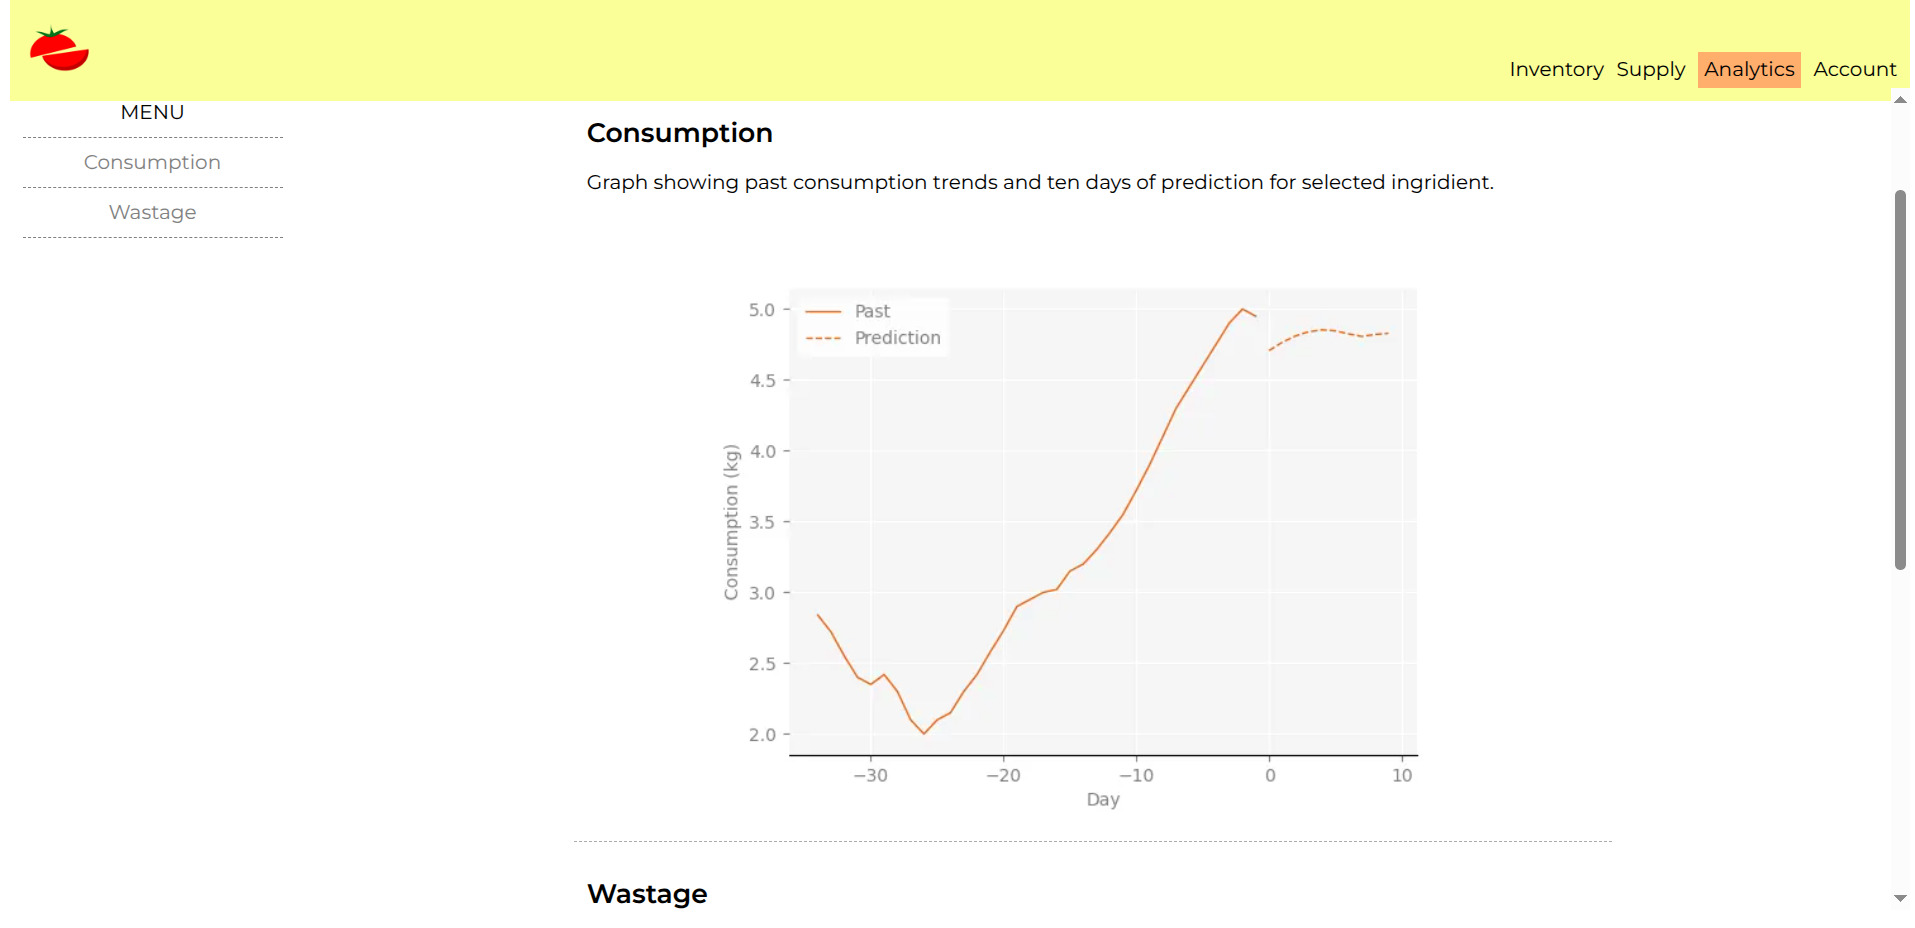 Inventory Supply Analytics Account
MENU
Consumption
Wastage
Consumption
Graph showing past consumption trends and ten days of prediction for selected ingridient.
Past
Prediction
5.0
4.5
4.0
3.5
3.0
2.5
2.0
Consumption (kg)
−30 −20 −10 0 10
Day
Wastage